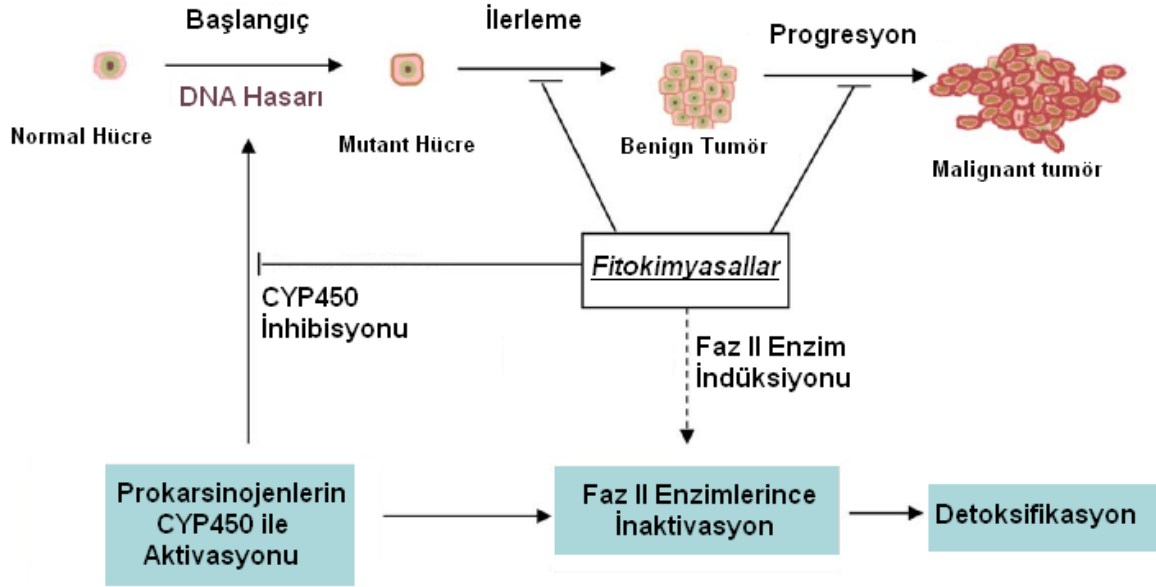 Başlangıç
İlerleme
Progresyon
DNA Hasarı
Normal Hücre
Mutant Hücre
Benign Tumör
Malignant tumör
Fitokimyasallar
CYP450
İnhibisyonu
Faz II Enzim
İndüksiyonu
Prokarsinojenlerin
CYP450 ile
Aktivasyonu
Faz II Enzimlerince
İnaktivasyon
Detoksifikasyon